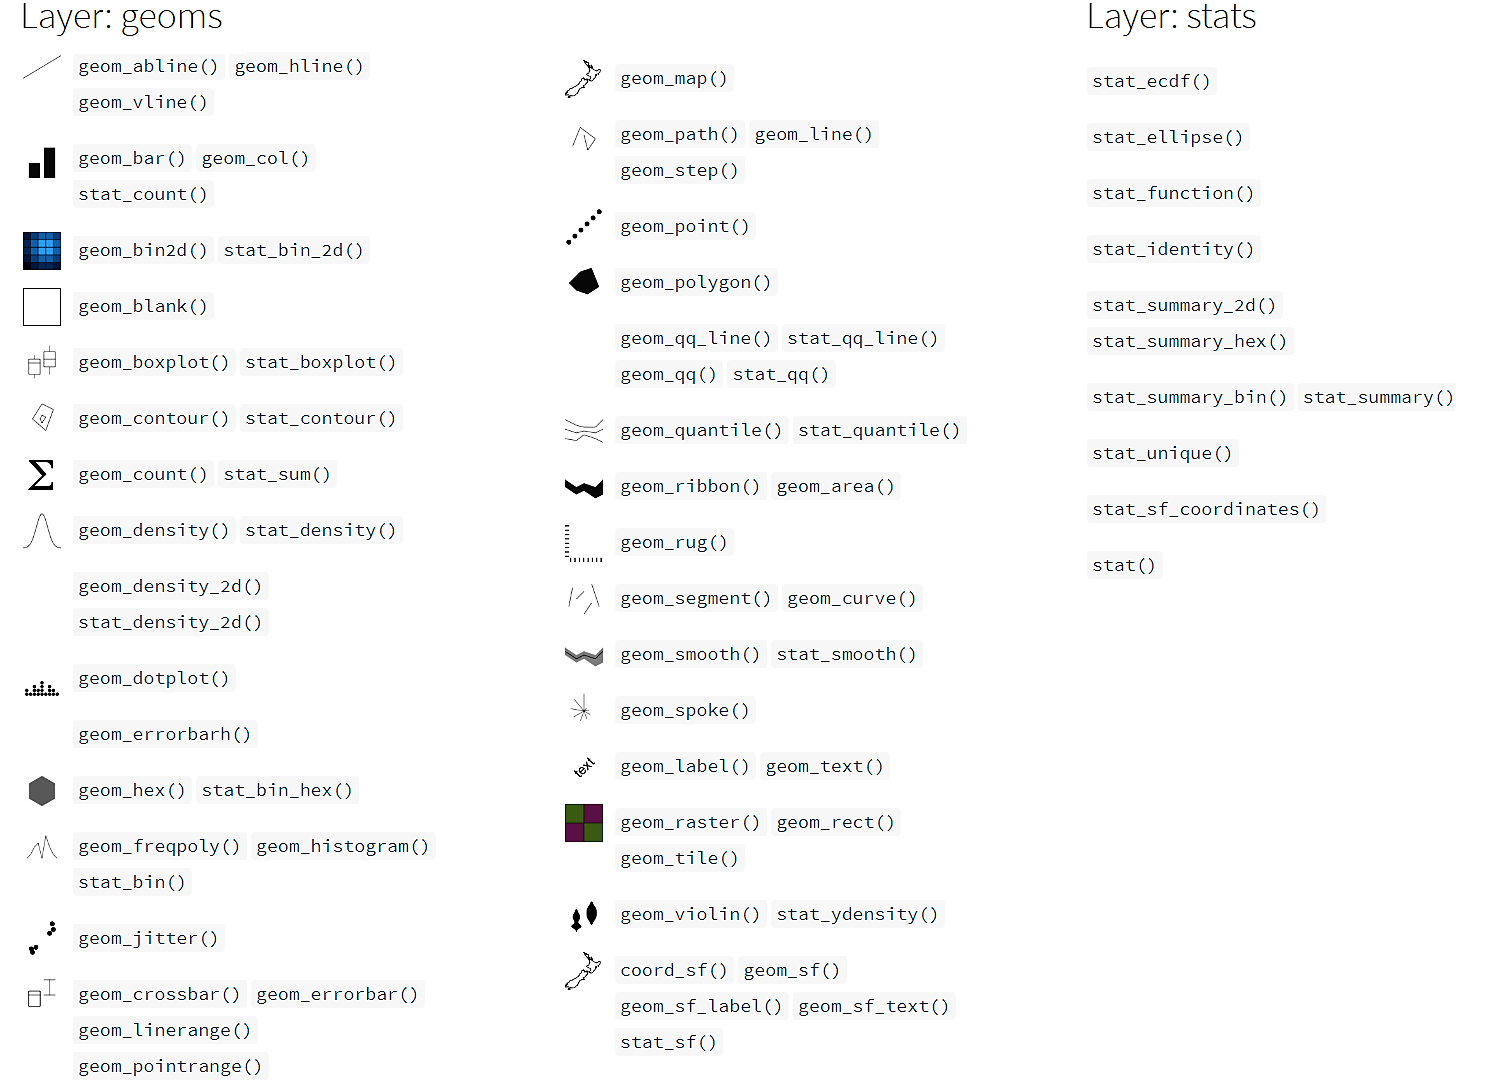 Layer: geoms
geom_abline() geom_hline()
geom_vline()
geom_bar() geom_col()
stat_count()
geom_bin2d() stat_bin_2d()
geom_blank()
geom_boxplot() stat_boxplot()
geom_contour() stat_contour()
geom_count() stat_sum()
geom_density() stat_density()
geom_density_2d()
stat_density_2d()
geom_dotplot()
geom_errorbarh()
geom_hex() stat_bin_hex()
geom_freqpoly() geom_histogram()
stat_bin()
geom_jitter()
geom_crossbar() geom_errorbar()
geom_linerange()
geom_pointrange()
geom_map()
geom_path() geom_line()
geom_step()
geom_point()
geom_polygon()
geom_qq_line() stat_qq_line()
geom_qq() stat_qq()
geom_quantile() stat_quantile()
geom_ribbon() geom_area()
geom_rug()
geom_segment() geom_curve()
geom_smooth() stat_smooth()
geom_spoke()
text
geom_label() geom_text()
geom_raster() geom_rect()
geom_tile()
geom_violin() stat_ydensity()
coord_sf() geom_sf()
geom_sf_label() geom_sf_text()
stat_sf()
Layer: stats
stat_ecdf()
stat_ellipse()
stat_function()
stat_identity()
stat_summary_2d()
stat_summary_hex()
stat_summary_bin() stat_summary()
stat_unique()
stat_sf_coordinates()
stat()